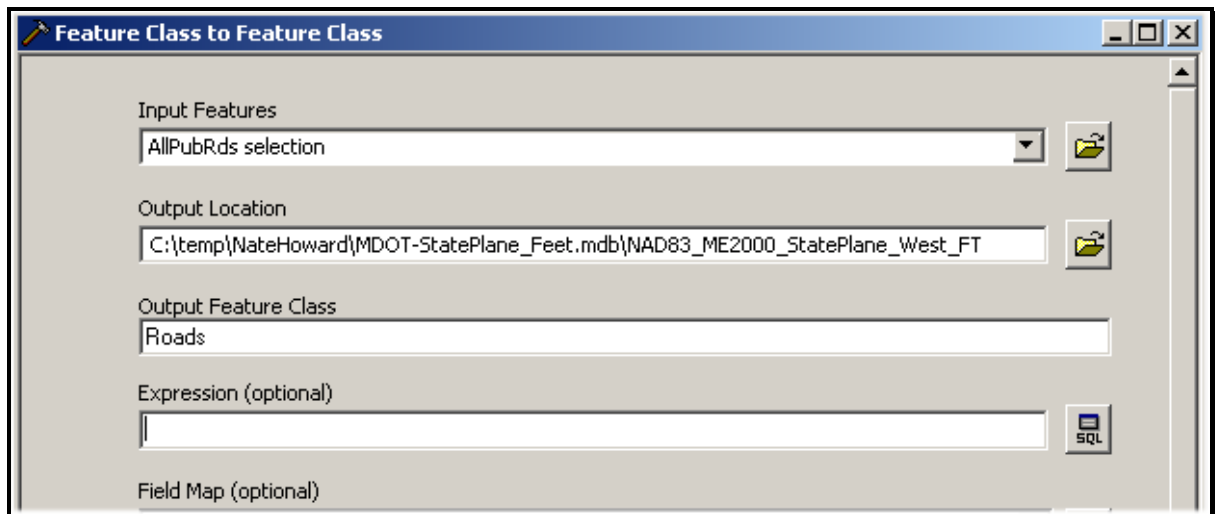 Feature Class to Feature Class
Input Features
AllPubRds selection
Output Location
C:\temp\NateHoward\MDOT-StatePlane_Feet.mdb\NAD83_ME2000_StatePlane_West_FT
Output Feature Class
Roads
Expression (optional)
SQL
Field Map (optional)